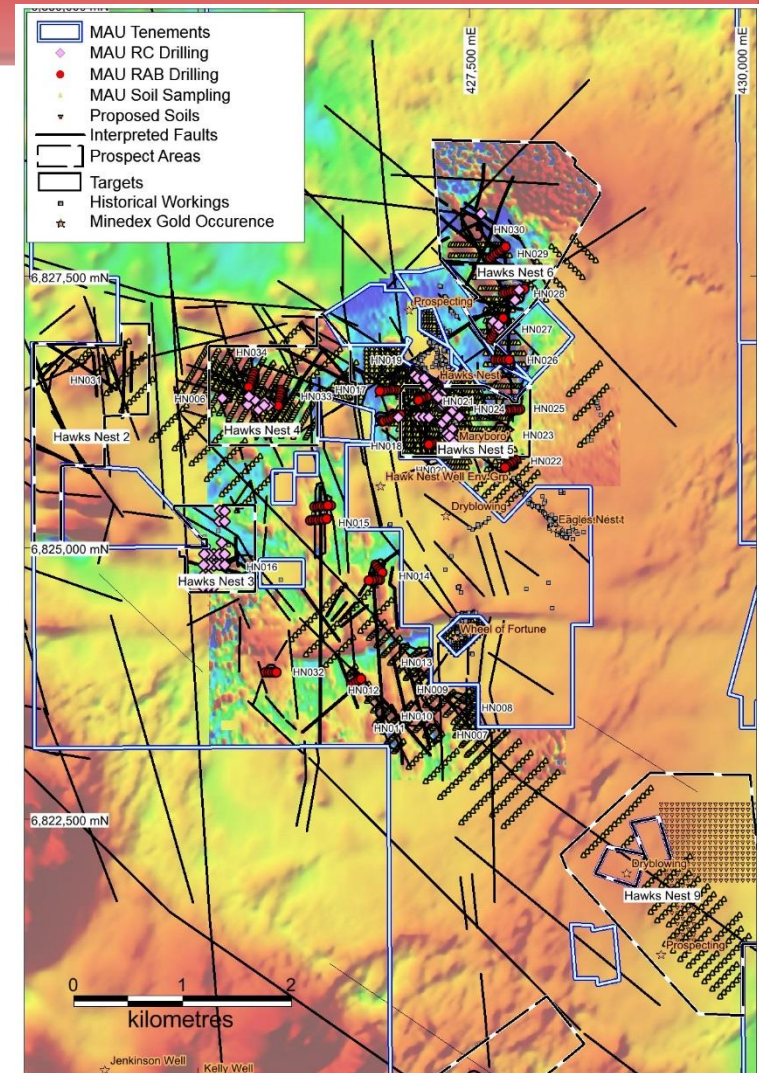 MAU Tenements
MAU RC Drilling
MAU RAB Drilling
MAU Soil Sampling
Proposed Soils
Interpreted Faults
Prospect Areas
Targets
Historical Workings
Minedex Gold Occurence
427,500 mE
430,000 mE
HN030
HN029
6,827,500 mN
Hawks Nest 6
HN028
Prospecting
HN027
HN034
HN019
HN026
HN031
Hawks Nest
HN006
HN033
HN017
HN021
HN024
HN025
Hawks Nest 2
Hawks Nest 4
HN018
Maryboro
HN023
Hawks Nest 5
HN020
HN022
Hawk Nest Well Env Grp
Dryblowing
Eagles Nest t
HN015
6,825,000 mN
HN016
HN014
Hawks Nest 3
Wheel of Fortune
HN013
HN032
HN012
HN009
HN010
HN008
HN011
HN007
6,822,500 mN
Dryblowing
Hawks Nest 9
Prospecting
0 1 2
kilometres
Jenkinson Well
Kelly Well